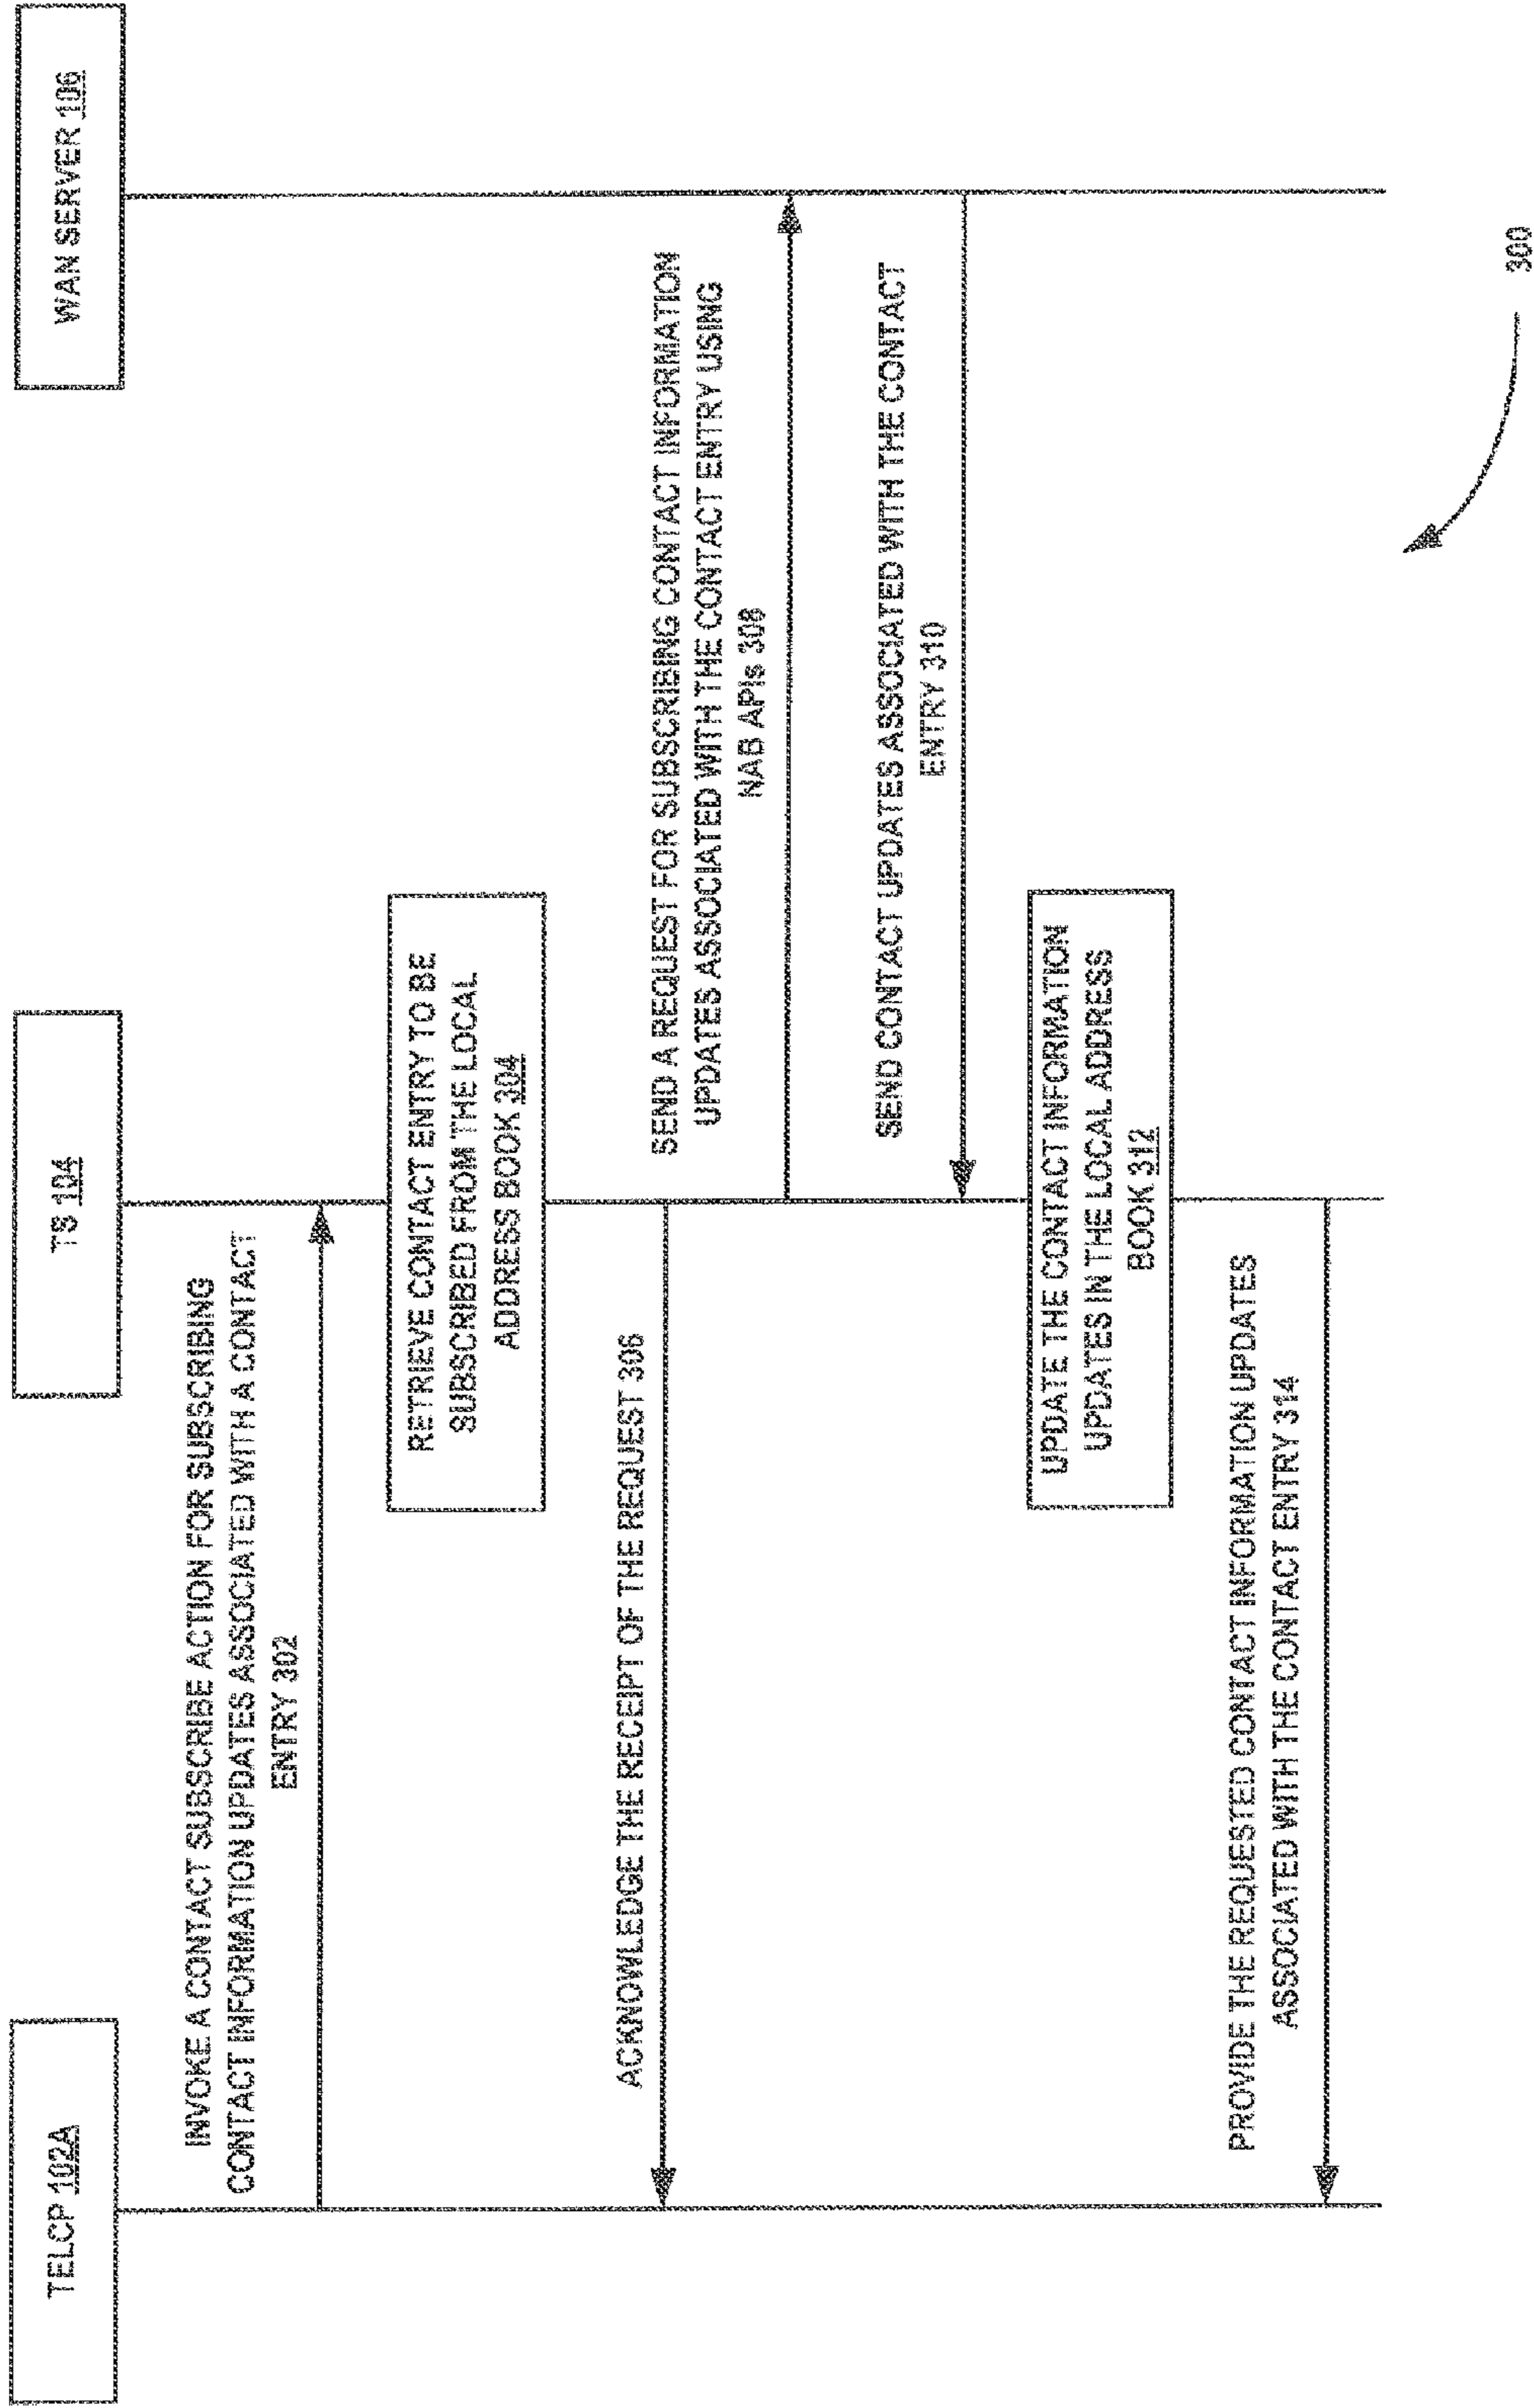 TELCP 102A
TS 104
WAN SERVER 106
INVOKE A CONTACT SUBSCRIBE ACTION FOR SUBSCRIBING
CONTACT INFORMATION UPDATES ASSOCIATED WITH A CONTACT
ENTRY 302
RETRIEVE CONTACT ENTRY TO BE
SUBSCRIBED FROM THE LOCAL
ADDRESS BOOK 304
ACKNOWLEDGE THE RECEIPT OF THE REQUEST 306
SEND A REQUEST FOR SUBSCRIBING CONTACT INFORMATION
UPDATES ASSOCIATED WITH THE CONTACT ENTRY USING
NAB APIs 308
SEND CONTACT UPDATES ASSOCIATED WITH THE CONTACT
ENTRY 310
UPDATE THE CONTACT INFORMATION
UPDATES IN THE LOCAL ADDRESS
BOOK 312
PROVIDE THE REQUESTED CONTACT INFORMATION UPDATES
ASSOCIATED WITH THE CONTACT ENTRY 314
300